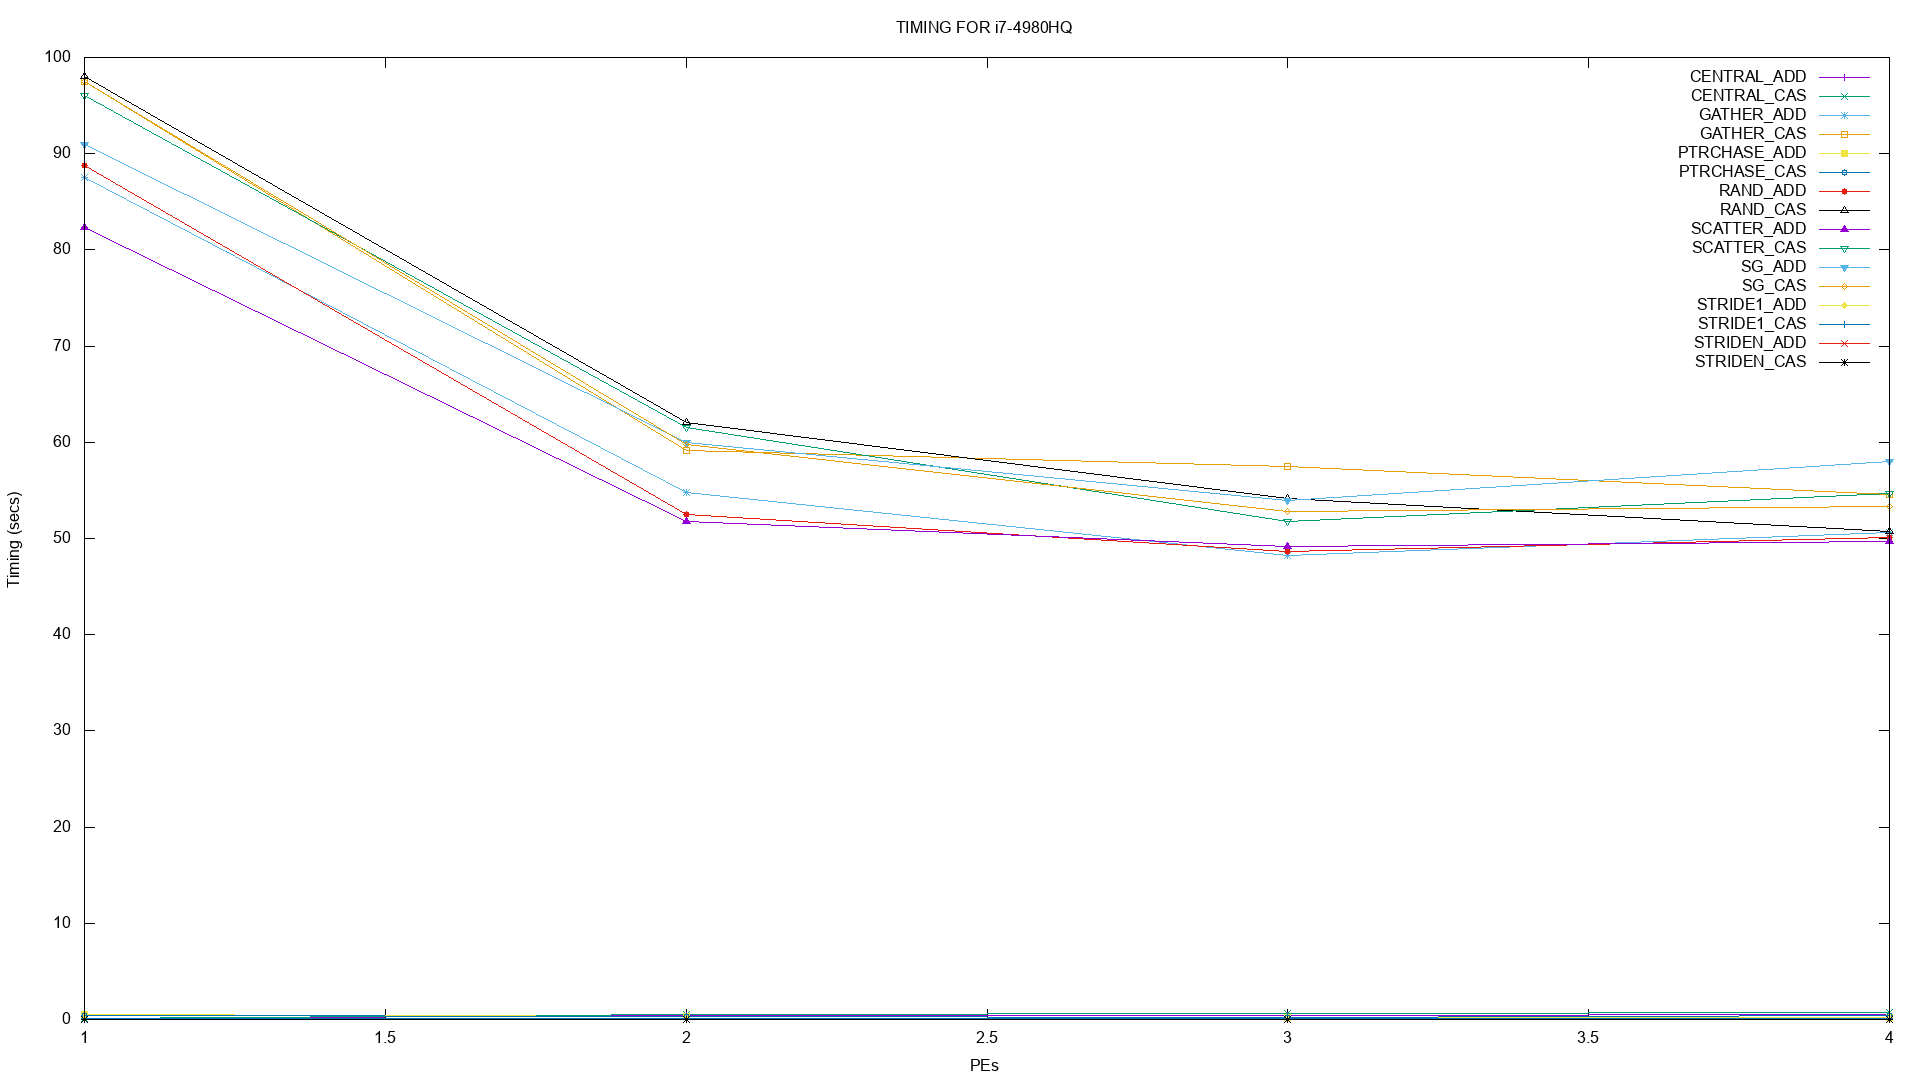 TIMING FOR i7-4980HQ
100
90
80
70
60
50
40
30
20
10
0
Timing (secs)
CENTRAL_ADD
CENTRAL_CAS
GATHER_ADD
GATHER_CAS
PTRCHASE_ADD
PTRCHASE_CAS
RAND_ADD
RAND_CAS
SCATTER_ADD
SCATTER_CAS
SG_ADD
SG_CAS
STRIDE1_ADD
STRIDE1_CAS
STRIDEN_ADD
STRIDEN_CAS
1 1.5 2 2.5 3 3.5 4
PEs